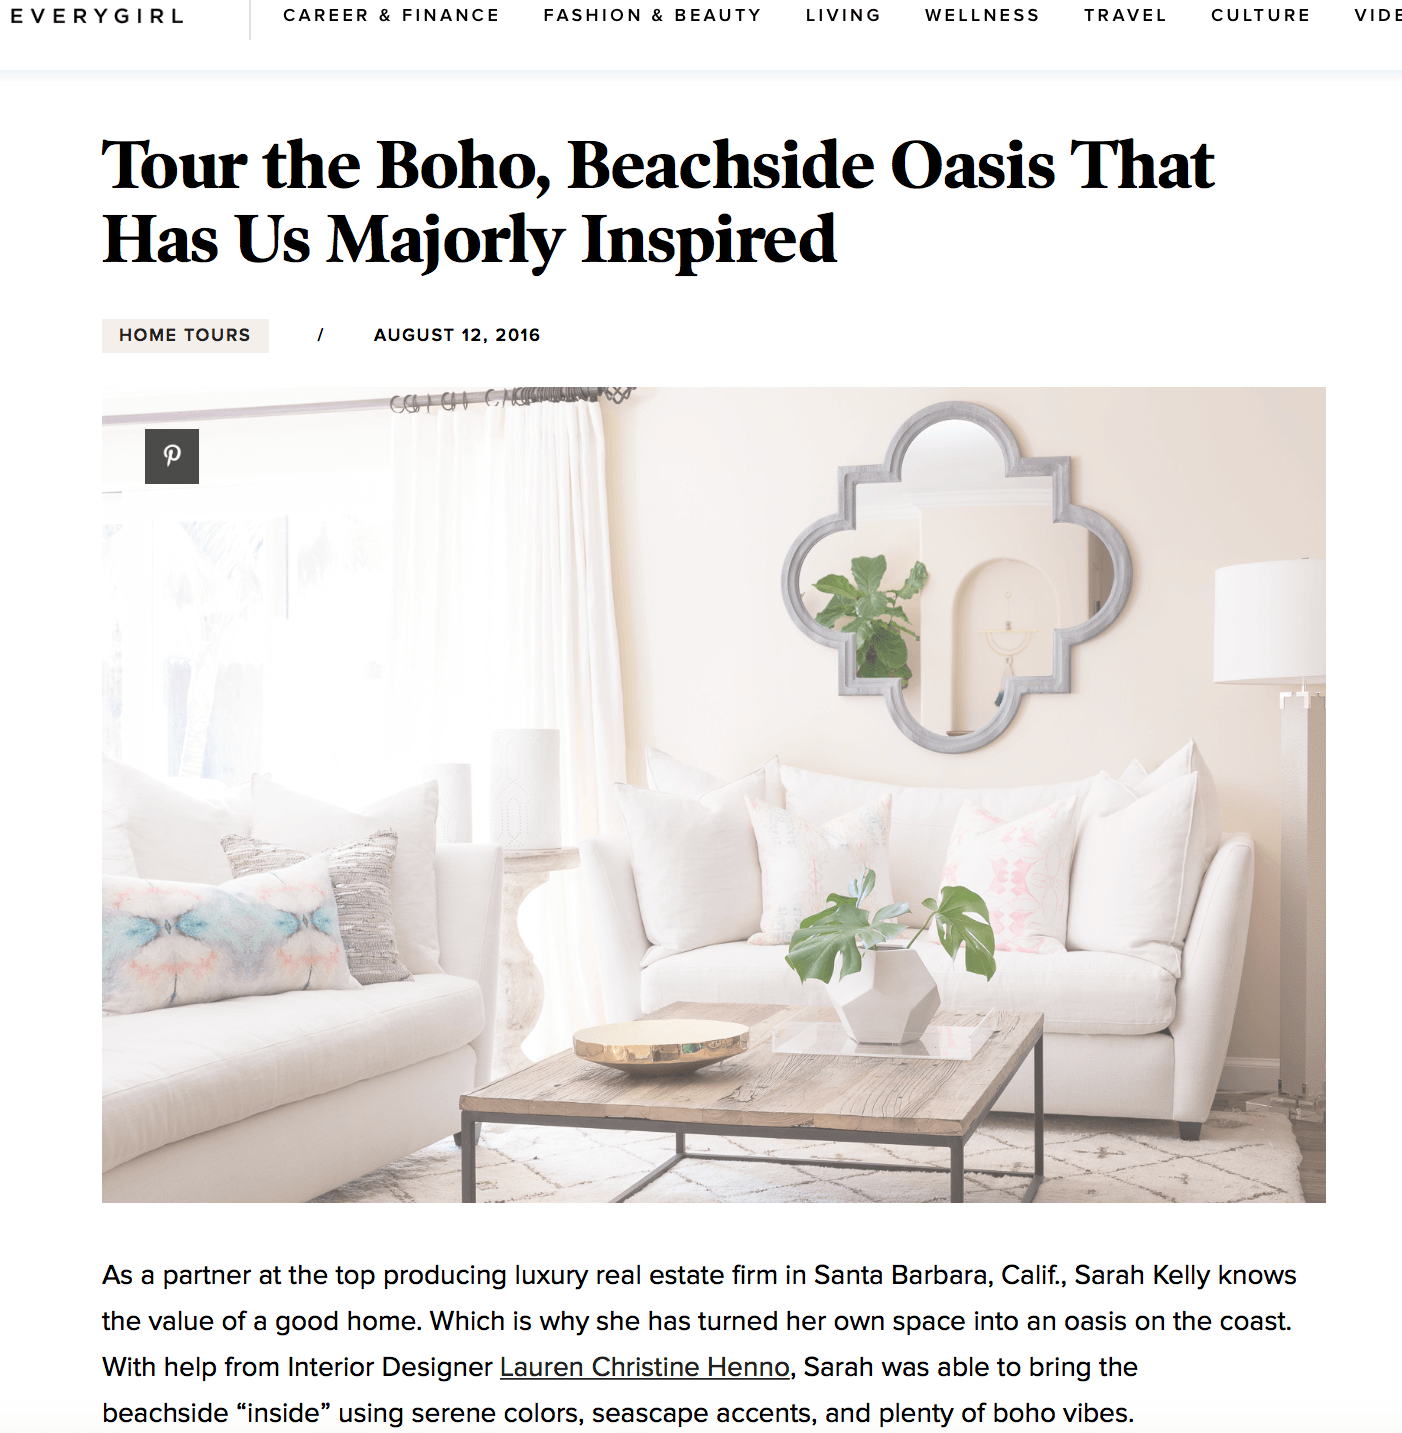 EVERYGIRL
CAREER & FINANCE
FASHION & BEAUTY
LIVING
WELLNESS
TRAVEL
CULTURE
VIDE
Tour the Boho, Beachside Oasis That
Has Us Majorly Inspired
HOME TOURS / AUGUST 12, 2016
As a partner at the top producing luxury real estate firm in Santa Barbara, Calif., Sarah Kelly knows
the value of a good home. Which is why she has turned her own space into an oasis on the coast.
With help from Interior Designer Lauren Christine Henno, Sarah was able to bring the
beachside “inside” using serene colors, seascape accents, and plenty of boho vibes.